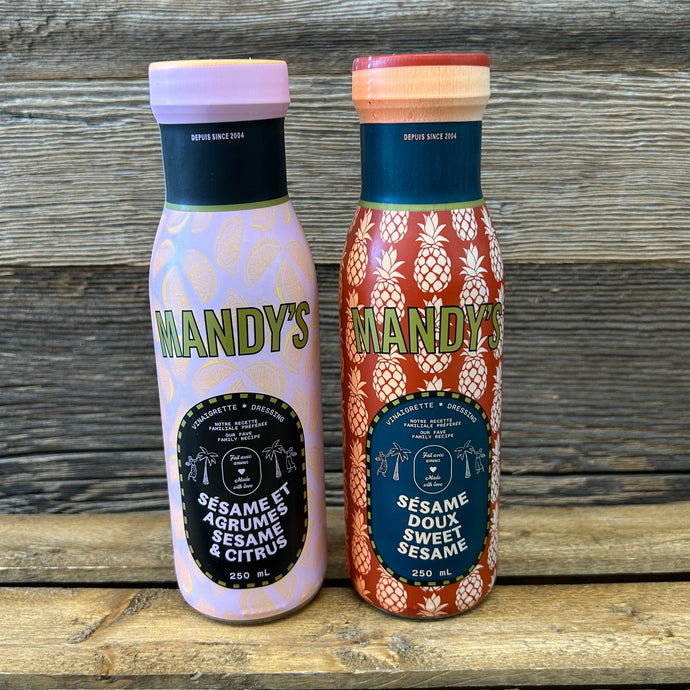 DEPUIS SINCE 2004
MANDY'S
VINAIGRETTE • DRESSING
NOTRE RECETTE
FAMILIALE PRÉFÉRÉE
OUR FAVE
FAMILY RECIPE
Fait avec
amour
Made
with love
SÉSAME ET
AGRUMES
SESAME
& CITRUS
250 mL
DEPUIS SINCE 2004
MANDY'S
VINAIGRETTE • DRESSING
NOTRE RECETTE
FAMILIALE PRÉFÉRÉE
OUR FAVE
FAMILY RECIPE
Fait avec
amour
Made
with love
SÉSAME
DOUX
SWEET
SESAME
250 mL